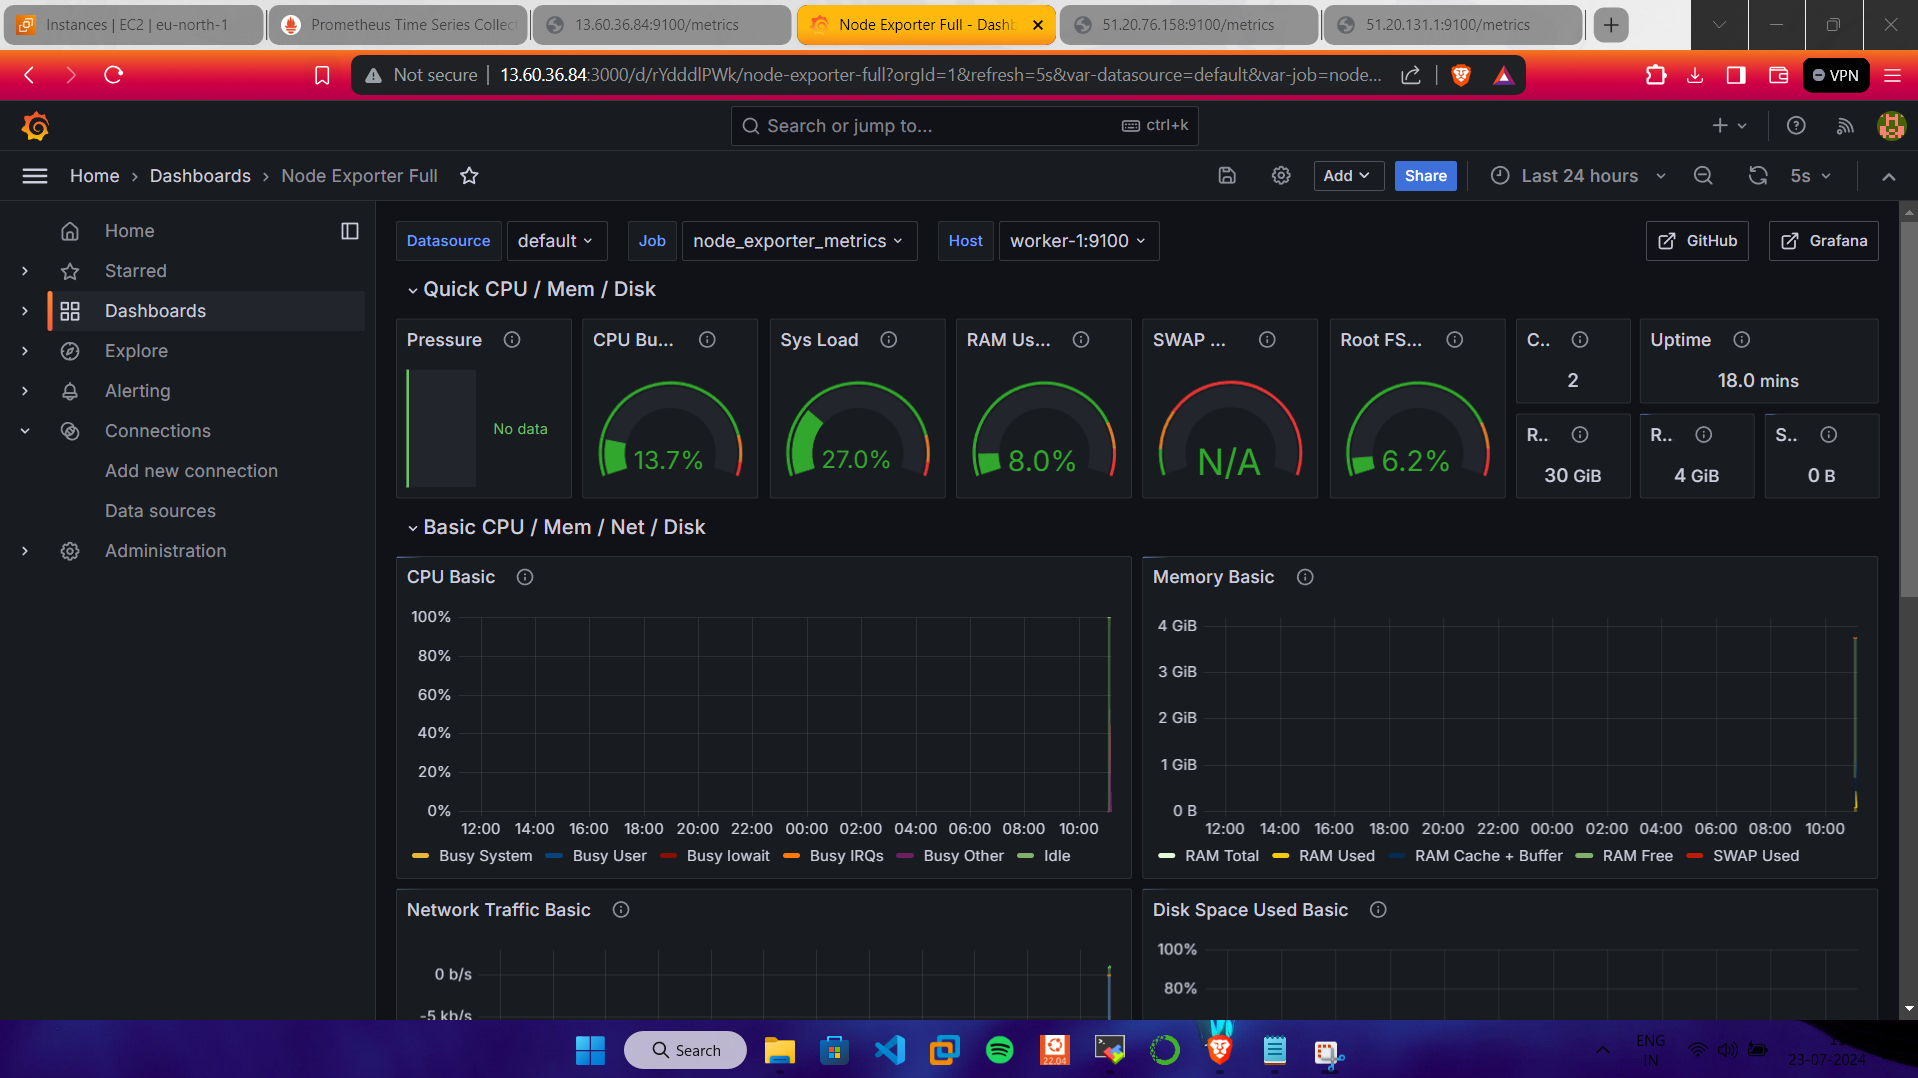 Instances | EC2 | eu-north-1
Prometheus Time Series Collec
13.60.36.84:9100/metrics
Node Exporter Full - Dashb
51.20.76.158:9100/metrics
51.20.131.1:9100/metrics
Not secure
13.60.36.84:3000/d/rYdddlPWk/node-exporter-full?orgId=1&refresh=5s&var-datasource=default&var-job=node...
VPN
Search or jump to...
ctrl+k
Home › Dashboards › Node Exporter Full
Add
Share
Last 24 hours
5s
Home
Starred
Dashboards
Explore
Alerting
Connections
Add new connection
Data sources
Administration
Datasource
default
Job
node_exporter_metrics
Host
worker-1:9100
GitHub
Grafana
Quick CPU / Mem / Disk
Pressure
No data
CPU Bu...
13.7%
Sys Load
27.0%
RAM Us...
8.0%
SWAP ...
N/A
Root FS...
6.2%
C..
2
Uptime
18.0 mins
R..
30 GiB
R..
4 GiB
S..
0 B
Basic CPU / Mem / Net / Disk
CPU Basic
100%
80%
60%
40%
20%
0%
12:00 14:00 16:00 18:00 20:00 22:00 00:00 02:00 04:00 06:00 08:00 10:00
Busy System Busy User Busy Iowait Busy IRQs Busy Other Idle
Memory Basic
4 GiB
3 GiB
2 GiB
1 GiB
0 B
12:00 14:00 16:00 18:00 20:00 22:00 00:00 02:00 04:00 06:00 08:00 10:00
RAM Total RAM Used RAM Cache + Buffer RAM Free SWAP Used
Network Traffic Basic
0 b/s
-5 kb/s
Disk Space Used Basic
100%
80%
Search
22.04
ENG
IN
23-07-2024